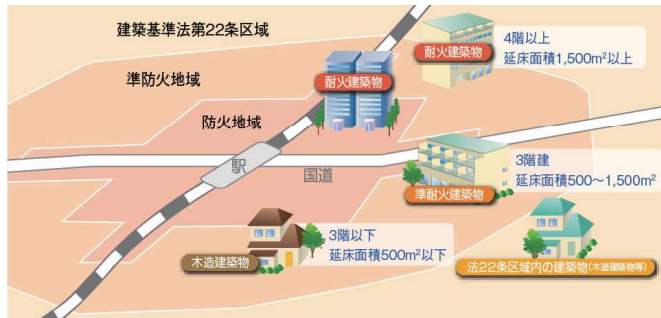 建築基準法第22条区域
準防火地域
防火地域
耐火建築物
耐火建築物
4階以上
延床面積1,500m²以上
駅
国道
3階建
延床面積500〜1,500m²
準耐火建築物
3階以下
延床面積500m²以下
木造建築物
法22条区域内の建築物(木造建築物等)